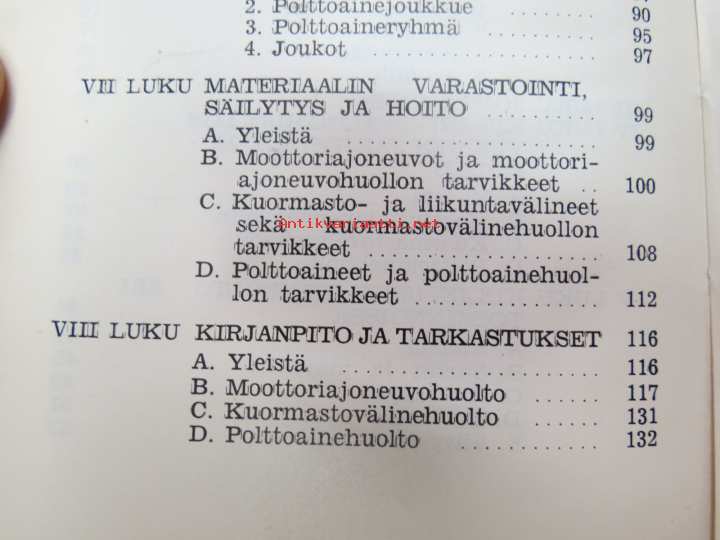 2. Polttoainejoukkue . . . . . . . . 90
3. Polttoaineryhmä . . . . . . . . . . 95
4. Joukot . . . . . . . . . . . . . . . . . . . . 97
VII LUKU MATERIAALIN VARASTOINTI,
SÄILYTYS JA HOITO . . . . . . . . . . 99
A. Yleistä . . . . . . . . . . . . . . . . . . . . . . 99
B. Moottoriajoneuvot ja moottori-
ajoneuvohuollon tarvikkeet . . 100
C. Kuormasto- ja liikuntavälineet
Antikvariaatti.net
sekä kuormastovälinehuollon
tarvikkeet . . . . . . . . . . . . . . . . . . . . 108
D. Polttoaineet ja polttoainehuol-
lon tarvikkeet . . . . . . . . . . . . . . . . 112
VIII LUKU KIRJANPITO JA TARKASTUKSET 116
A. Yleistä . . . . . . . . . . . . . . . . . . . . . . 116
B. Moottoriajoneuvohuolto . . . . . . 117
C. Kuormastovälinehuolto . . . . . . 131
D. Polttoainehuolto . . . . . . . . . . . . 132